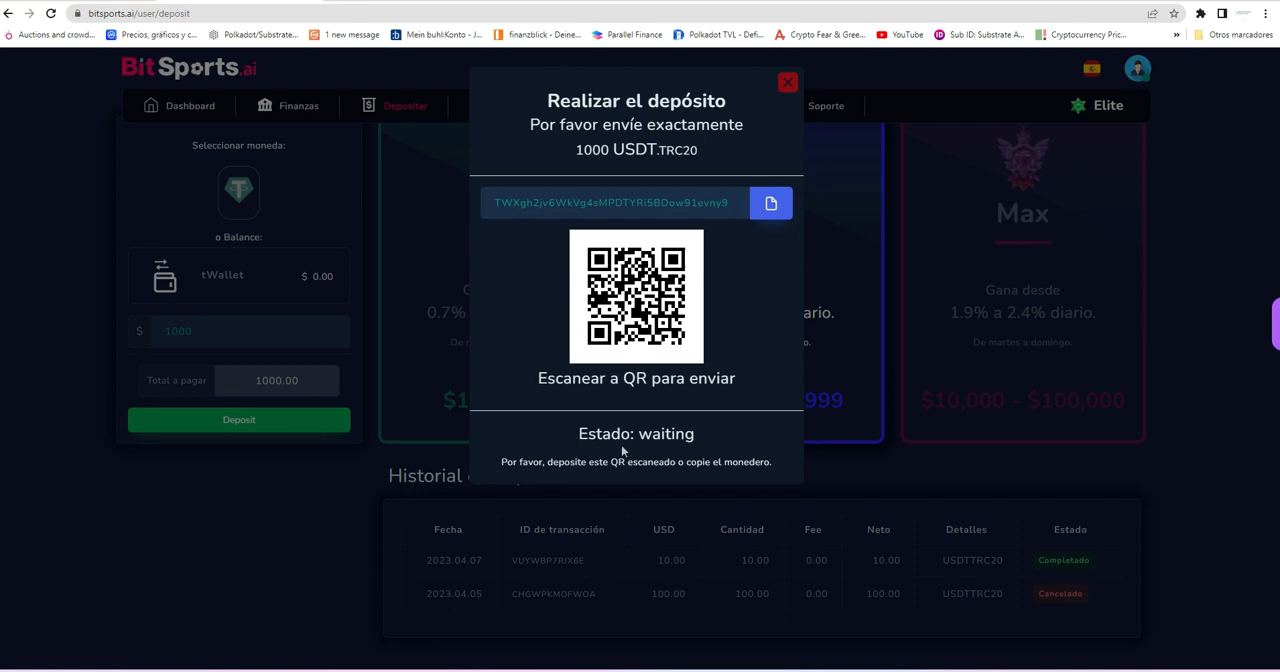 bitsports.ai/user/deposit
Auctions and crowd... Precios, gráficos y c... Polkadot/Substrate... 1 new message Mein buhl:Konto - J... finanzblick - Deine... Parallel Finance Polkadot TVL - Defi... Crypto Fear & Gree... YouTube Sub ID: Substrate A... Cryptocurrency Pric... » Otros marcadores
BitSports.ai
Dashboard Finanzas Depositar Soporte Elite
Seleccionar moneda:
o Balance:
tWallet $ 0.00
$ 1000
Total a pagar 1000.00
Deposit
Realizar el depósito
Por favor envíe exactamente
1000 USDT.TRC20
TWXgh2jv6WkVg4sMPDTYRi5BDow91evny9
Escanear a QR para enviar
Estado: waiting
Por favor, deposite este QR escaneado o copie el monedero.
0.7%
$1
ario.
999
Max
Gana desde
1.9% a 2.4% diario.
De martes a domingo.
$10,000 - $100,000
Historial
Fecha ID de transacción USD Cantidad Fee Neto Detalles Estado
2023.04.07 VUYWBP7RIX6E 10.00 10.00 0.00 10.00 USDTTRC20 Completado
2023.04.05 CHGWPKMOFWOA 100.00 100.00 0.00 100.00 USDTTRC20 Cancelado